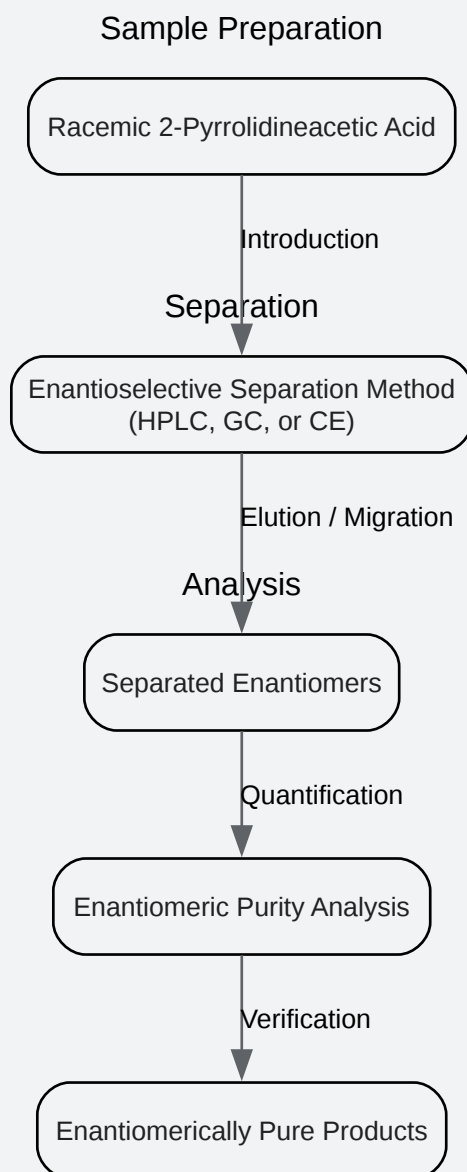 Sample Preparation
Racemic 2-Pyrrolidineacetic Acid
Introduction
Separation
Enantioselective Separation Method
(HPLC, GC, or CE)
Elution / Migration
Analysis
Separated Enantiomers
Quantification
Enantiomeric Purity Analysis
Verification
Enantiomerically Pure Products